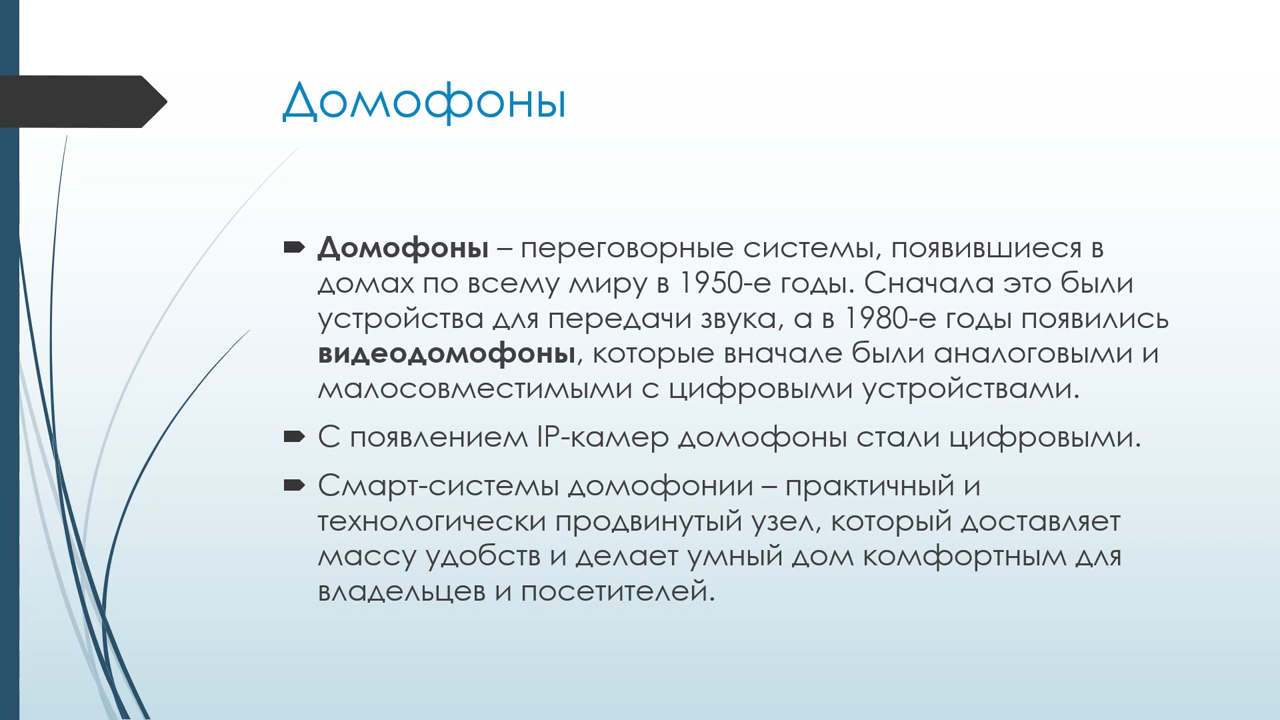 Домофоны
Домофоны – переговорные системы, появившиеся в
домах по всему миру в 1950-е годы. Сначала это были
устройства для передачи звука, а в 1980-е годы появились
видеодомофоны, которые вначале были аналоговыми и
малосовместимыми с цифровыми устройствами.
С появлением IP-камер домофоны стали цифровыми.
Смарт-системы домофонии – практичный и
технологически продвинутый узел, который доставляет
массу удобств и делает умный дом комфортным для
владельцев и посетителей.